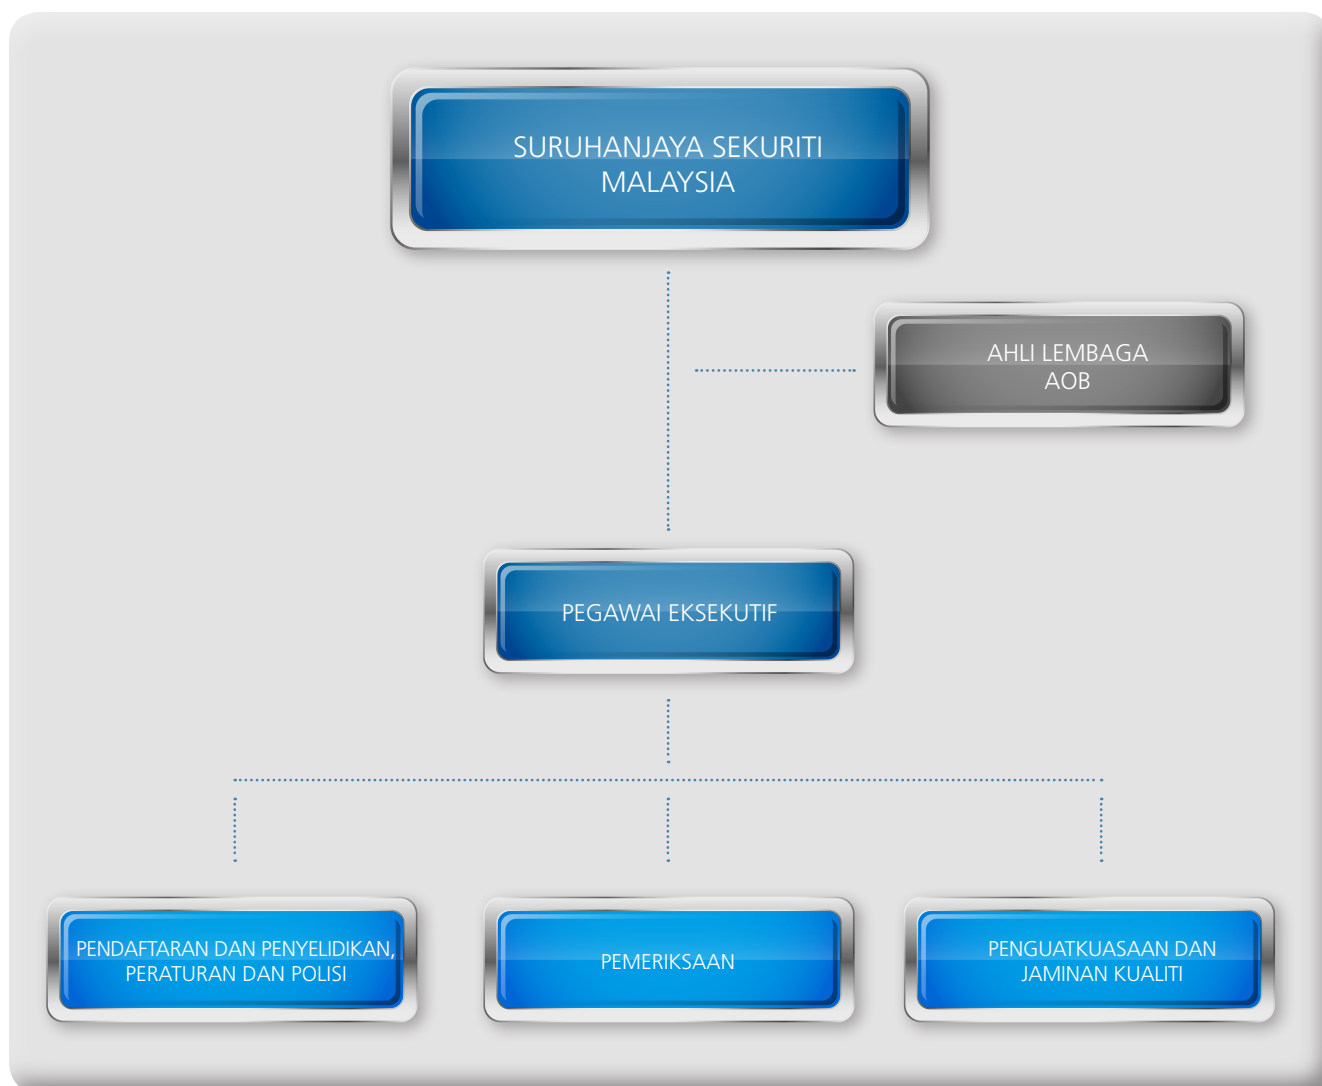 SURUHANJAYA SEKURITI
MALAYSIA
AHLI LEMBAGA
AOB
PEGAWAI EKSEKUTIF
PENDAFTARAN DAN PENYELIDIKAN,
PERATURAN DAN POLISI
PEMERIKSAAN
PENGUATKUASAAN DAN
JAMINAN KUALITI